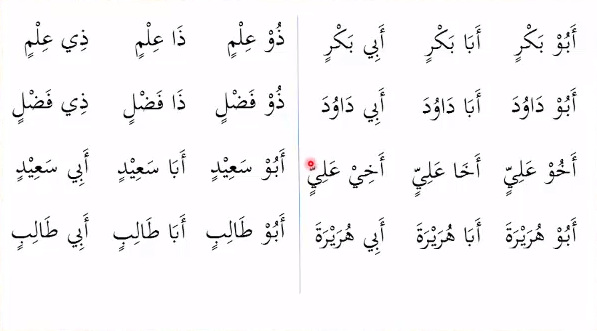 أَبُوْ بَكْرٍ أَبَا بَكْرٍ أَبِي بَكْرٍ
أَبُوْ دَاوُدَ أَبَا دَاوُدَ أَبِي دَاوُدَ
أَخُوْ عَلِيٍّ أَخَا عَلِيٍّ أَخِيْ عَلِيٍّ
أَبُوْ هُرَيْرَةَ أَبَا هُرَيْرَةَ أَبِي هُرَيْرَةَ
ذُوْ عِلْمٍ ذَا عِلْمٍ ذِي عِلْمٍ
ذُوْ فَضْلٍ ذَا فَضْلٍ ذِي فَضْلٍ
أَبُوْ سَعِيْدٍ أَبَا سَعِيْدٍ أَبِي سَعِيْدٍ
أَبُوْ طَالِبٍ أَبَا طَالِبٍ أَبِي طَالِبٍ